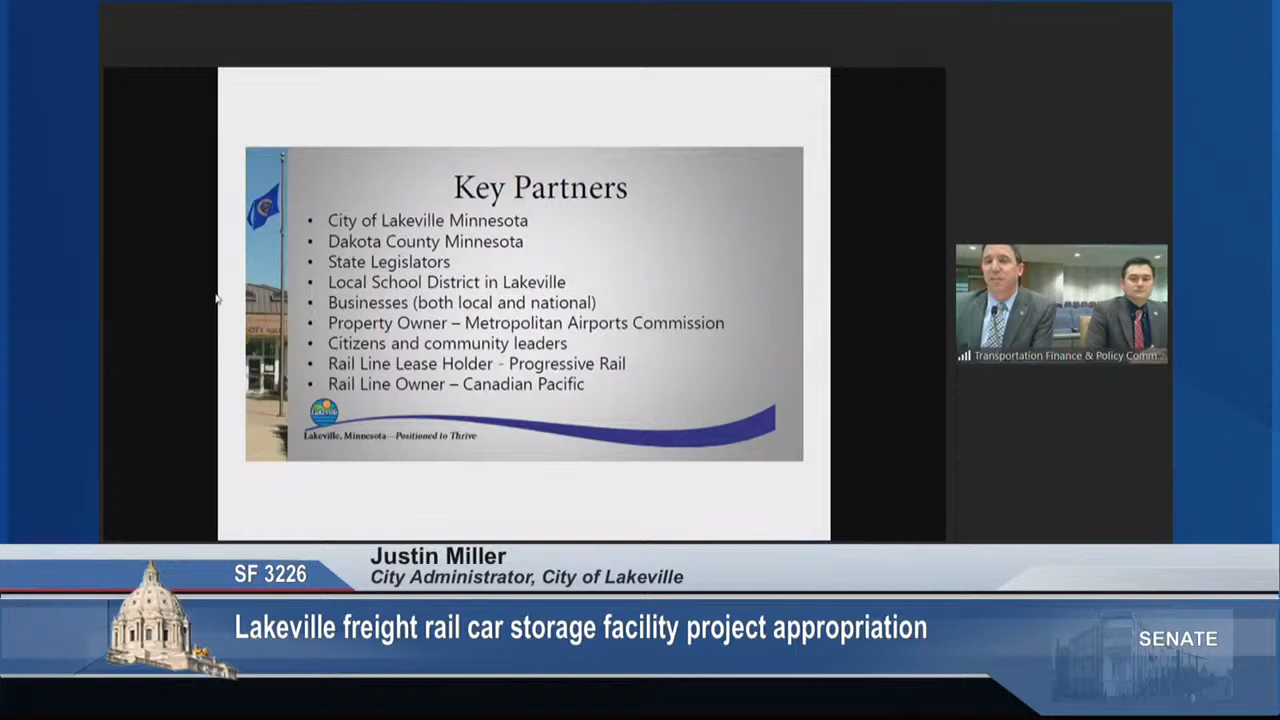 Key Partners
• City of Lakeville Minnesota
• Dakota County Minnesota
• State Legislators
• Local School District in Lakeville
• Businesses (both local and national)
• Property Owner – Metropolitan Airports Commission
• Citizens and community leaders
• Rail Line Lease Holder - Progressive Rail
• Rail Line Owner – Canadian Pacific
Lakeville
Lakeville, Minnesota—Positioned to Thrive
CITY HALL
Transportation Finance & Policy Comm...
Justin Miller
SF 3226
City Administrator, City of Lakeville
Lakeville freight rail car storage facility project appropriation
SENATE